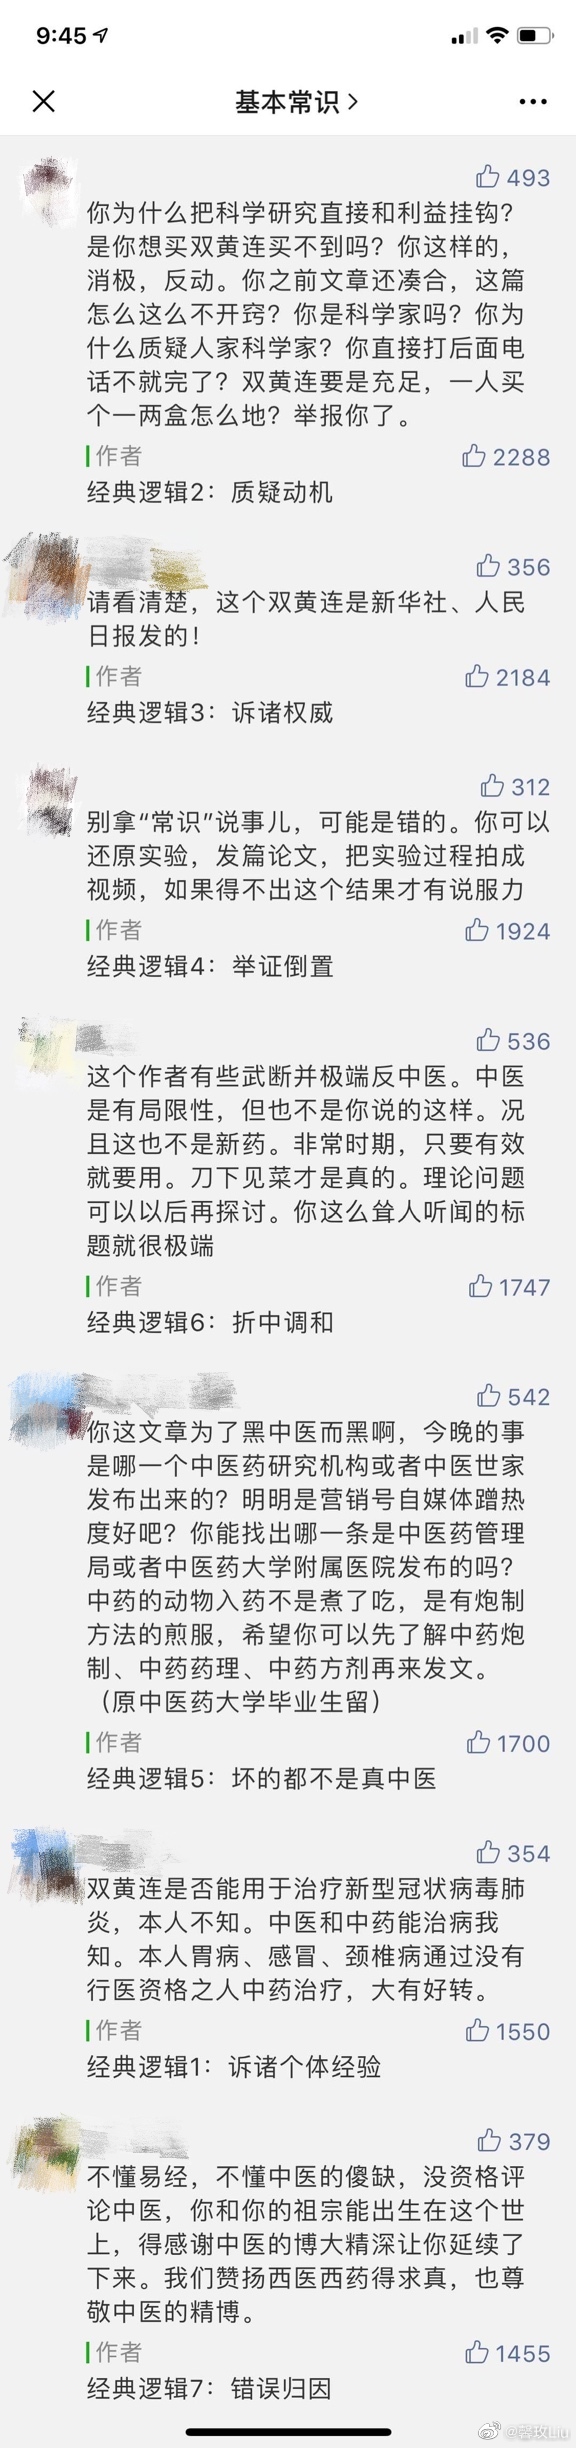 9:45
基本常识
493
你为什么把科学研究直接和利益挂钩？
是你想买双黄连买不到吗？你这样的，
消极，反动。你之前文章还凑合，这篇
怎么这么不开窍？你是科学家吗？你为
什么质疑人家科学家？你直接打后面电
话不就完了？双黄连要是充足，一人买
个一两盒怎么地？举报你了。
作者 2288
经典逻辑2：质疑动机
356
请看清楚，这个双黄连是新华社、人民
日报发的！
作者 2184
经典逻辑3：诉诸权威
312
别拿“常识”说事儿，可能是错的。你可以
还原实验，发篇论文，把实验过程拍成
视频，如果得不出这个结果才有说服力
作者 1924
经典逻辑4：举证倒置
536
这个作者有些武断并极端反中医。中医
是有局限性，但也不是你说的这样。况
且这也不是新药。非常时期，只要有效
就要用。刀下见菜才是真的。理论问题
可以以后再探讨。你这么耸人听闻的标
题就很极端
作者 1747
经典逻辑6：折中调和
542
你这文章为了黑中医而黑啊，今晚的事
是哪一个中医药研究机构或者中医世家
发布出来的？明明是营销号自媒体蹭热
度好吧？你能找出哪一条是中医药管理
局或者中医药大学附属医院发布的吗？
中药的动物入药不是煮了吃，是有炮制
方法的煎服，希望你可以先了解中药炮
制、中药药理、中药方剂再来发文。
（原中医药大学毕业生留）
作者 1700
经典逻辑5：坏的都不是真中医
354
双黄连是否能用于治疗新型冠状病毒肺
炎，本人不知。中医和中药能治病我
知。本人胃病、感冒、颈椎病通过没有
行医资格之人中药治疗，大有好转。
作者 1550
经典逻辑1：诉诸个体经验
379
不懂易经，不懂中医的傻缺，没资格评
论中医，你和你的祖宗能出生在这个世
上，得感谢中医的博大精深让你延续了
下来。我们赞扬西医西药得求真，也尊
敬中医的精博。
作者 1455
经典逻辑7：错误归因
@馨玫Liu